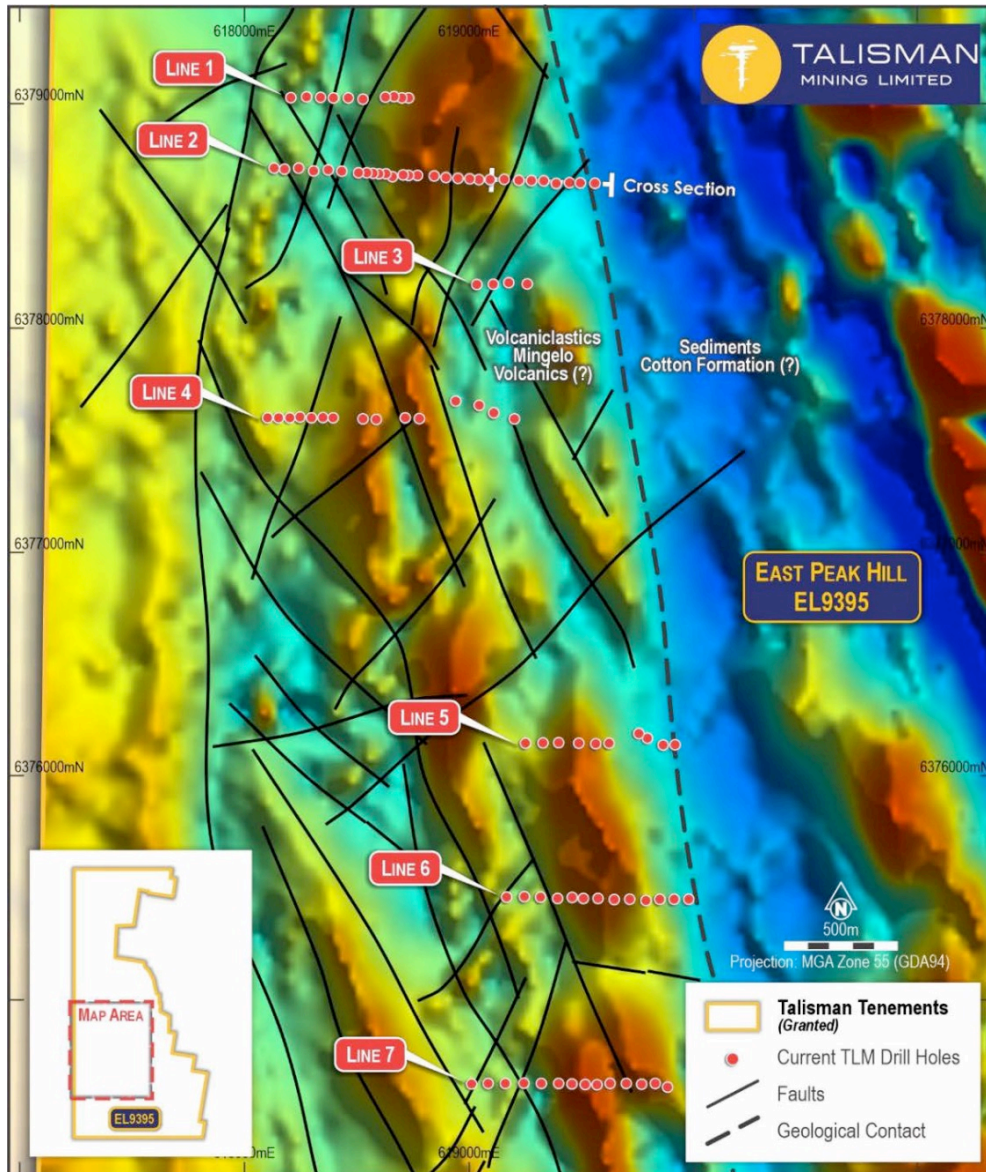 618000mE
619000mE
TALISMAN
MINING LIMITED
LINE 1
6379000mN
LINE 2
Cross Section
LINE 3
6378000mN
6378000mN
Volcaniclastics
Mingelo
Volcanics (?)
Sediments
Cotton Formation (?)
LINE 4
6377000mN
6377000mN
EAST PEAK HILL
EL9395
LINE 5
6376000mN
6376000mN
LINE 6
N
500m
Projection: MGA Zone 55 (GDA94)
MAP AREA
EL9395
LINE 7
Talisman Tenements
(Granted)
Current TLM Drill Holes
Faults
Geological Contact
618000mE
619000mE